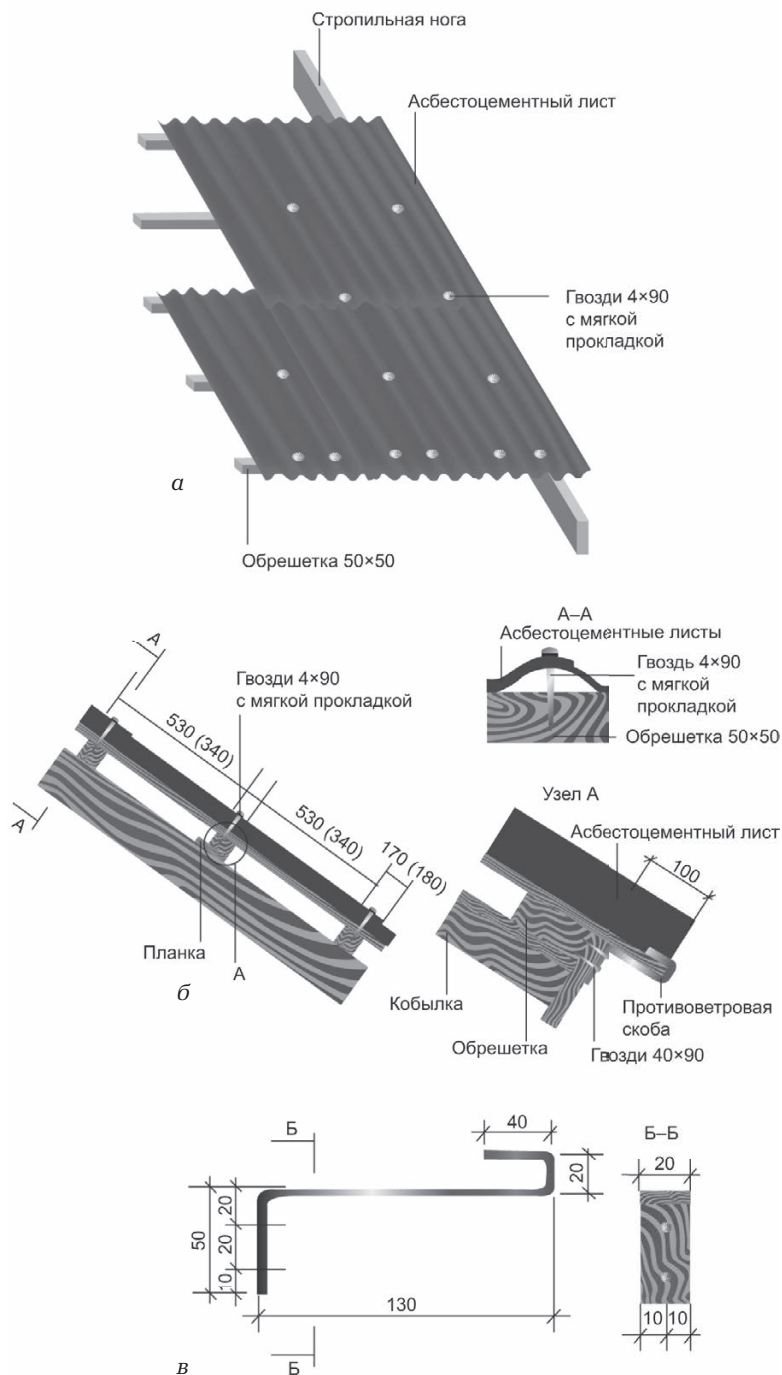 Стропильная нога
Асбестоцементный лист
Гвозди 4×90
с мягкой
прокладкой
а
Обрешетка 50×50
А–А
Асбестоцементные листы
А
Гвозди 4×90
с мягкой прокладкой
Гвоздь 4×90
с мягкой
прокладкой
530 (340)
Обрешетка 50×50
Узел А
А
530 (340)
Асбестоцементный лист
170 (180)
100
Планка
А
б
Кобылка
Противоветровая
скоба
Обрешетка
Гвозди 40×90
Б
40
Б–Б
20
20
50
20
20
10
130
10
10
Б
в